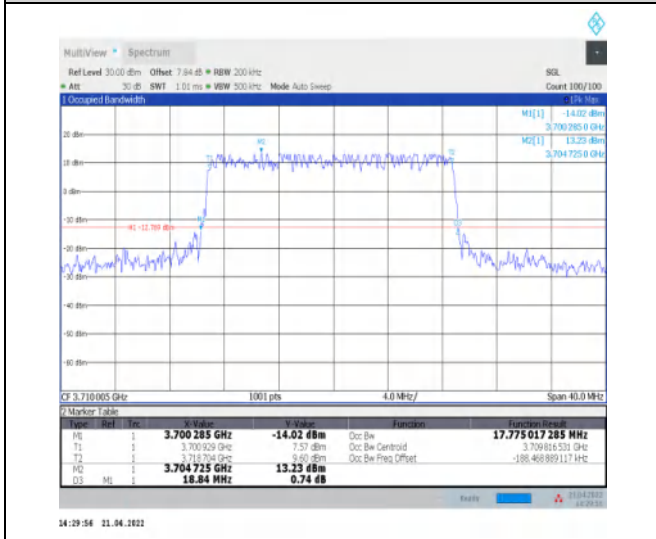 MultiView Spectrum
Ref Level 30.00 dBm Offset 7.64 dB RBW 200 kHz SGL
Att 30 dB SWT 1.01 ms VBW 500 kHz Mode Auto Sweep Count 100/100
1 Occupied Bandwidth 1Pk Max
M1[1] -14.02 dBm
3.700 285 0 GHz
M2[1] 13.23 dBm
3.704 725 0 GHz
20 dBm
M2
10 dBm
0 dBm
-10 dBm
H1 -12.769 dBm
-20 dBm
-30 dBm
-40 dBm
-50 dBm
-60 dBm
CF 3.710 005 GHz 1001 pts 4.0 MHz/ Span 40.0 MHz
2 Marker Table
Type Ref Trc X-Value Y-Value Function Function Result
M1 1 3.700 285 GHz -14.02 dBm Occ Bw 17.775 017 285 MHz
T1 1 3.700 929 GHz 7.57 dBm Occ Bw Centroid 3.709 816 531 GHz
T2 1 3.718 704 GHz 9.60 dBm Occ Bw Freq Offset -188.468 889 117 kHz
M2 1 3.704 725 GHz 13.23 dBm
D3 M1 1 18.84 MHz 0.74 dB
Ready 21.04.2022
14:29:56 21.04.2022